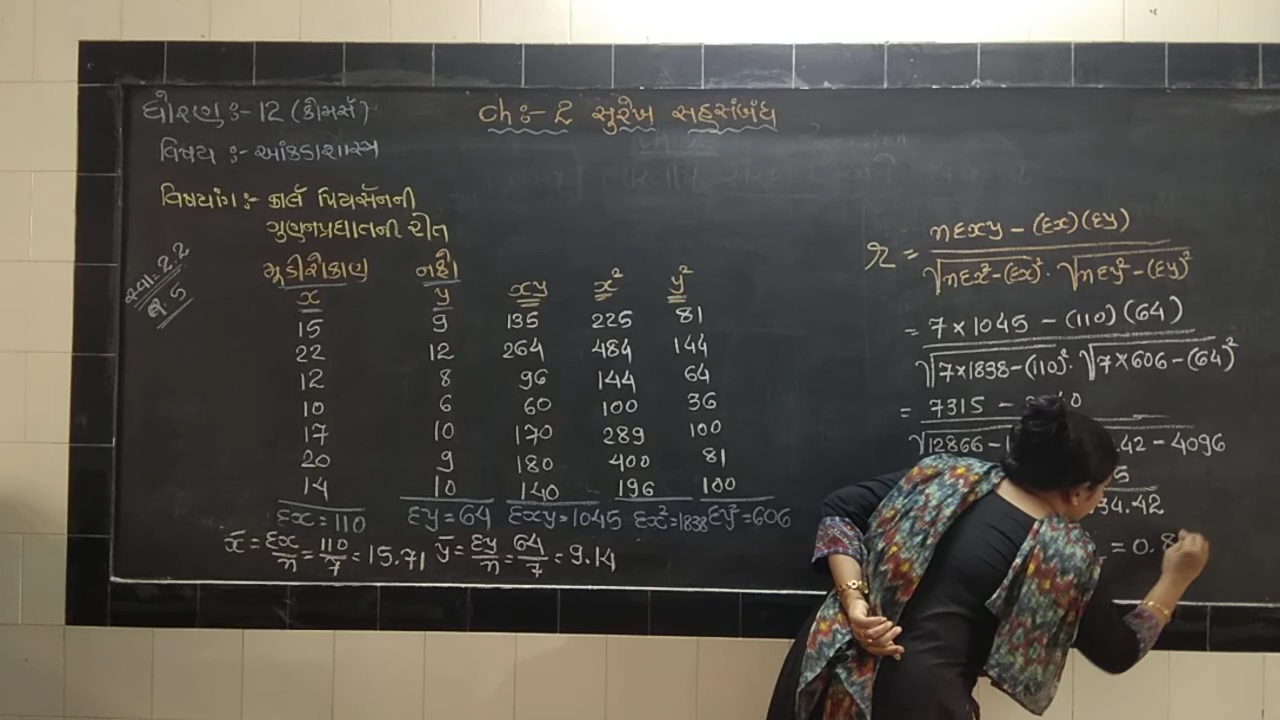 ધોરણ :- 12 (કોમર્સ)
Ch :- 2 સુરેખ સહસંબંધ
વિષય :- આંકડાશાસ્ત્ર
વિષયાંગ :- કાર્લ પિયર્સનની
ગુણનપ્રઘાતની રીત
સ્વા - 2.2
પ્ર. 5
મૂડીરોકાણ નફો
x y xy x² y²
15 9 135 225 81
22 12 264 484 144
12 8 96 144 64
10 6 60 100 36
17 10 170 289 100
20 9 180 400 81
14 10 140 196 100
Σx = 110 Σy = 64 Σxy = 1045 Σx² = 1838 Σy² = 606
x̄ = Σx/n = 110/7 = 15.71 ȳ = Σy/n = 64/7 = 9.14
r = nΣxy - (Σx)(Σy)
√nΣx² - (Σx)² · √nΣy² - (Σy)²
= 7 × 1045 - (110) (64)
√7×1838 - (110)² · √7×606 - (64)²
= 7315 -
√12866 - 42 - 4096
5
34.42
= 0.8